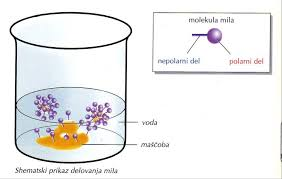 molekula mila
nepolarni del
polarni del
voda
maščoba
Shematski prikaz delovanja mila